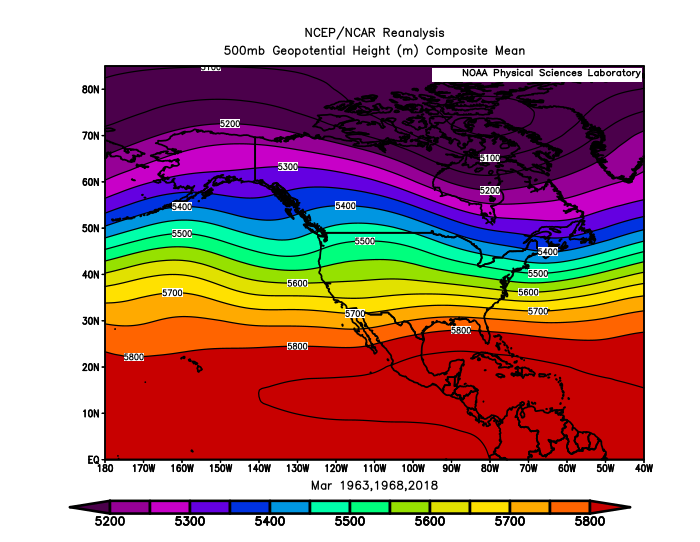 NCEP/NCAR Reanalysis
500mb Geopotential Height (m) Composite Mean
NOAA Physical Sciences Laboratory
80N
70N
60N
50N
40N
30N
20N
10N
EQ
5200
5300
5100
5200
5400
5400
5500
5500
5400
5500
5600
5600
5700
5700
5700
5800
5800
5800
180 170W 160W 150W 140W 130W 120W 110W 100W 90W 80W 70W 60W 50W 40W
Mar 1963,1968,2018
5200 5300 5400 5500 5600 5700 5800